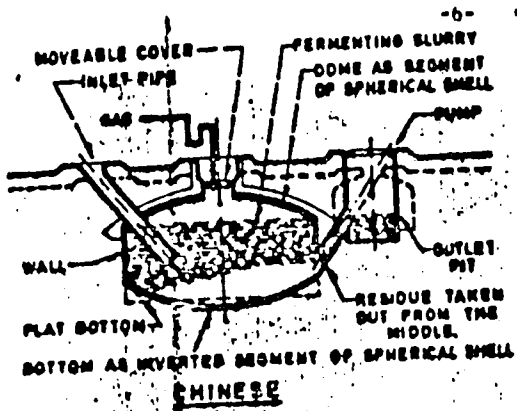 -6-
MOVEABLE COVER
FERMENTING SLURRY
INLET PIPE
DOME AS SEGMENT
OF SPHERICAL SHELL
GAS
PUMP
WALL
OUTLET
PIT
FLAT BOTTOM
RESIDUE TAKEN
OUT FROM THE
MIDDLE.
BOTTOM AS INVERTED SEGMENT OF SPHERICAL SHELL
CHINESE